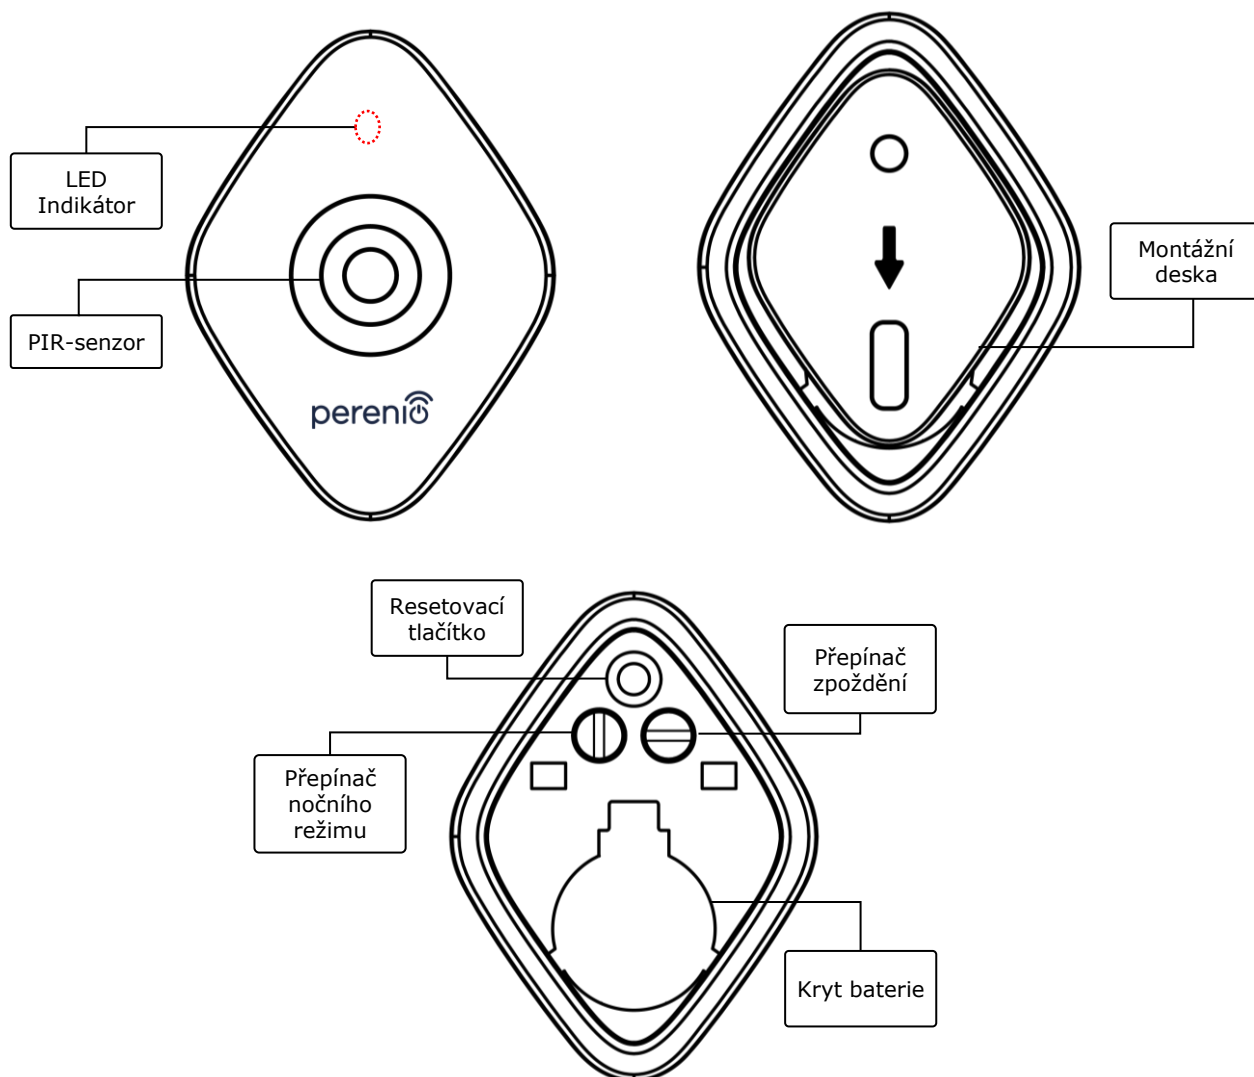 LED
Indikátor
PIR-senzor
perenio
Montážní
deska
Resetovací
tlačítko
Přepínač
zpoždění
Přepínač
nočního
režimu
Kryt baterie